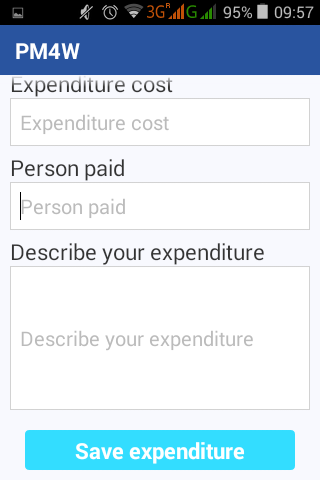 3G R G 95% 09:57
PM4W
Expenditure cost
Expenditure cost
Person paid
Person paid
Describe your expenditure
Describe your expenditure
Save expenditure